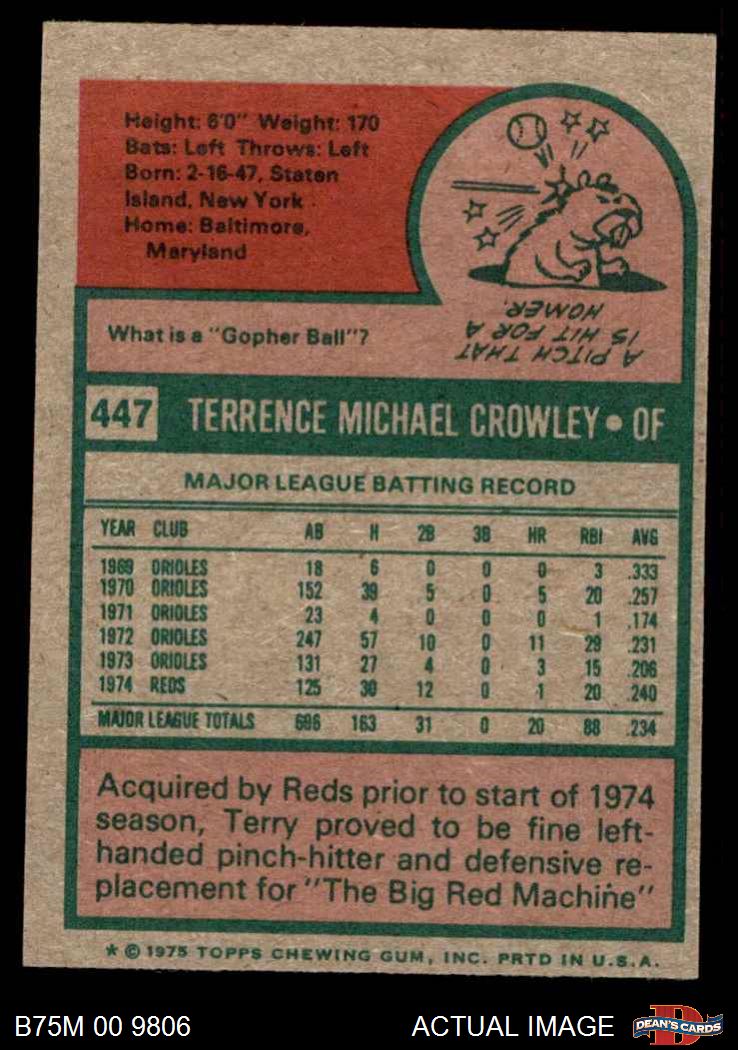 Height: 6'0" Weight: 170
Bats: Left Throws: Left
Born: 2-16-47, Staten
Island, New York
Home: Baltimore,
Maryland
What is a "Gopher Ball"?
A PITCH THAT
IS HIT FOR A
HOMER.
447 TERRENCE MICHAEL CROWLEY • OF
MAJOR LEAGUE BATTING RECORD
YEAR CLUB AB H 2B 3B HR RBI AVG
1969 ORIOLES 18 6 0 0 0 3 .333
1970 ORIOLES 152 39 5 0 5 20 .257
1971 ORIOLES 23 4 0 0 0 1 .174
1972 ORIOLES 247 57 10 0 11 29 .231
1973 ORIOLES 131 27 4 0 3 15 .206
1974 REDS 125 30 12 0 1 20 .240
MAJOR LEAGUE TOTALS 696 163 31 0 20 88 .234
Acquired by Reds prior to start of 1974
season, Terry proved to be fine left-
handed pinch-hitter and defensive re-
placement for "The Big Red Machine"
* © 1975 TOPPS CHEWING GUM, INC. PRTD IN U.S.A.
B75M 00 9806 ACTUAL IMAGE
DEAN'S CARDS